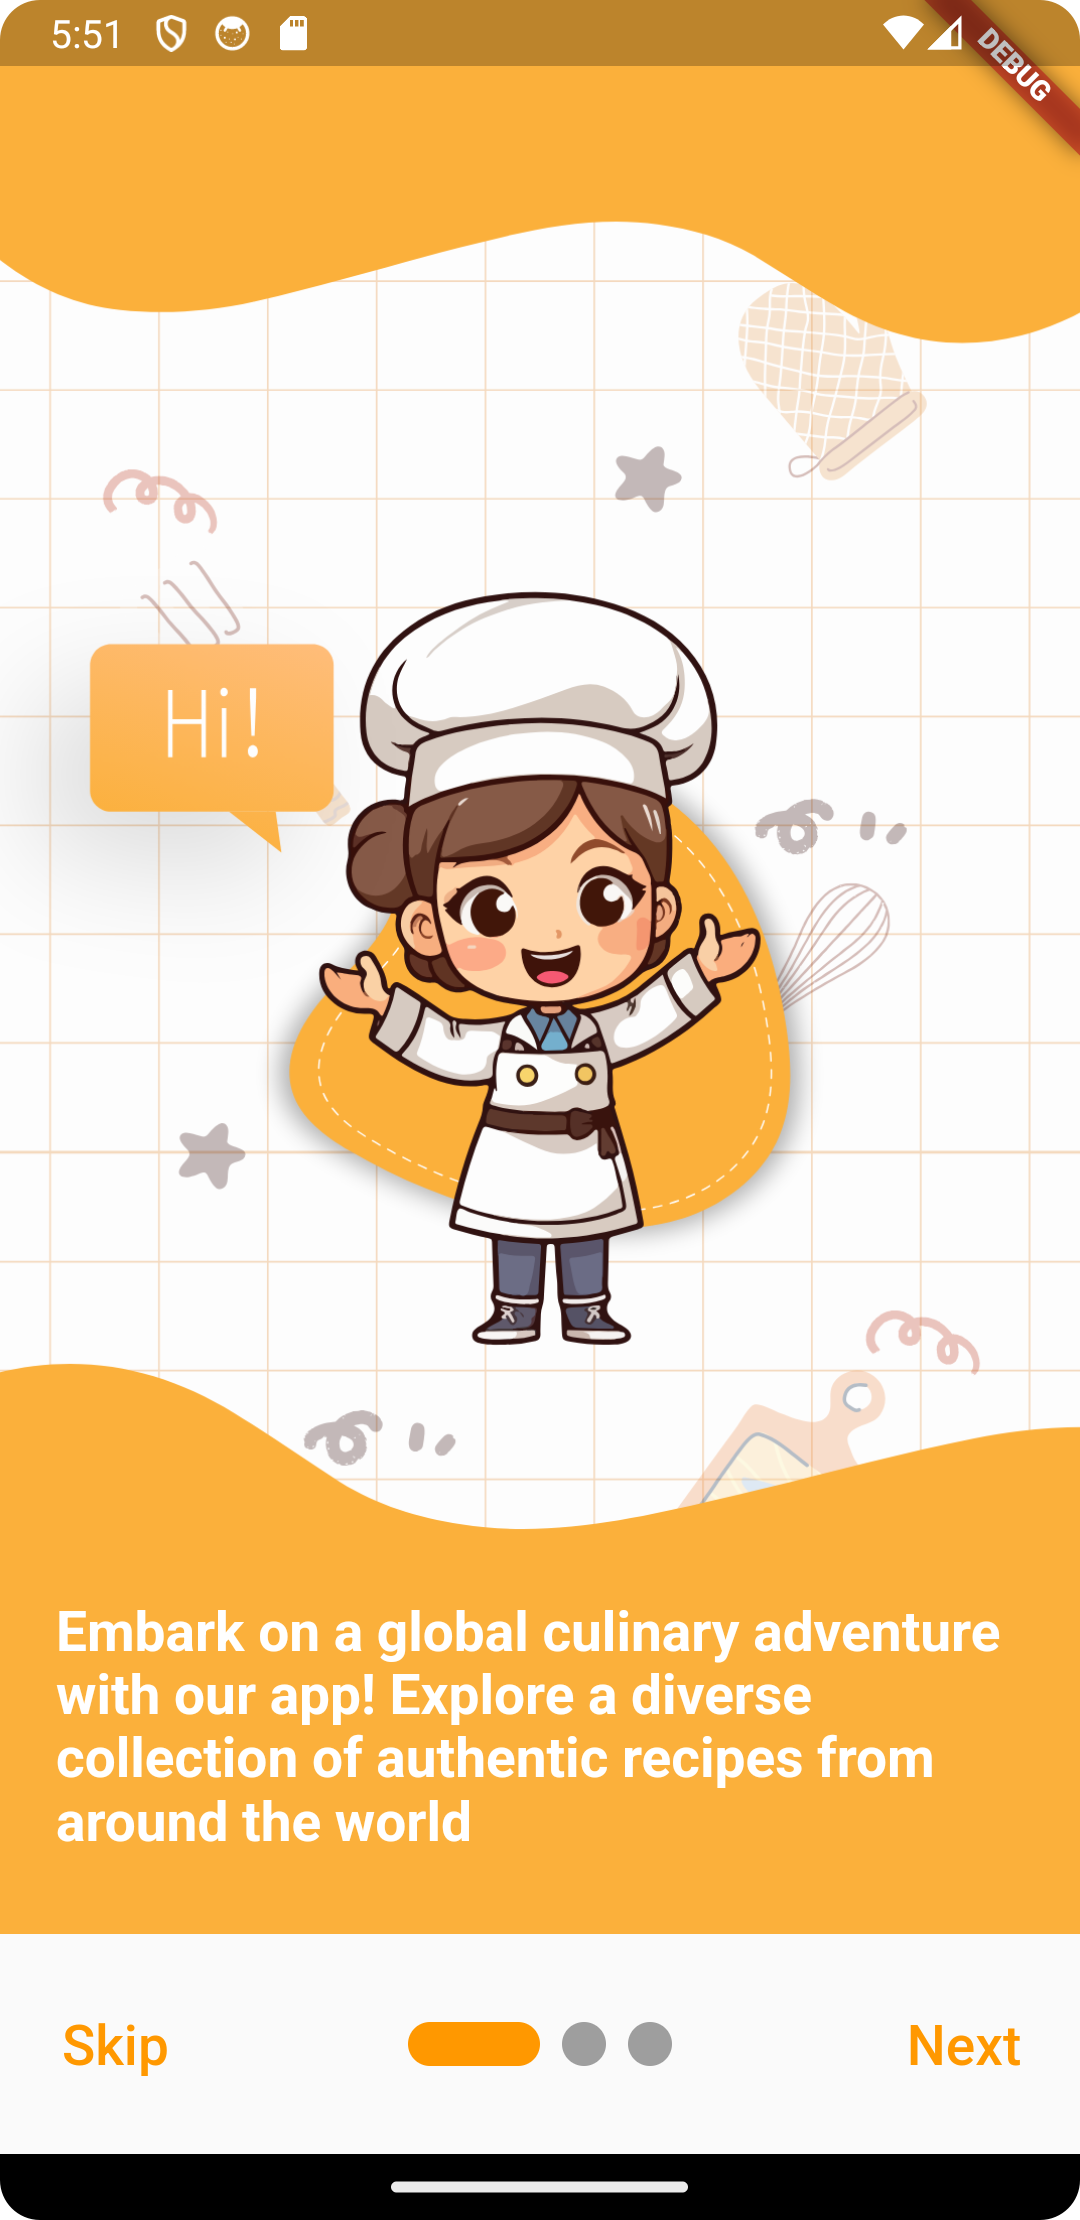 5:51
DEBUG
Hi!
Embark on a global culinary adventure
with our app! Explore a diverse
collection of authentic recipes from
around the world
Skip
Next